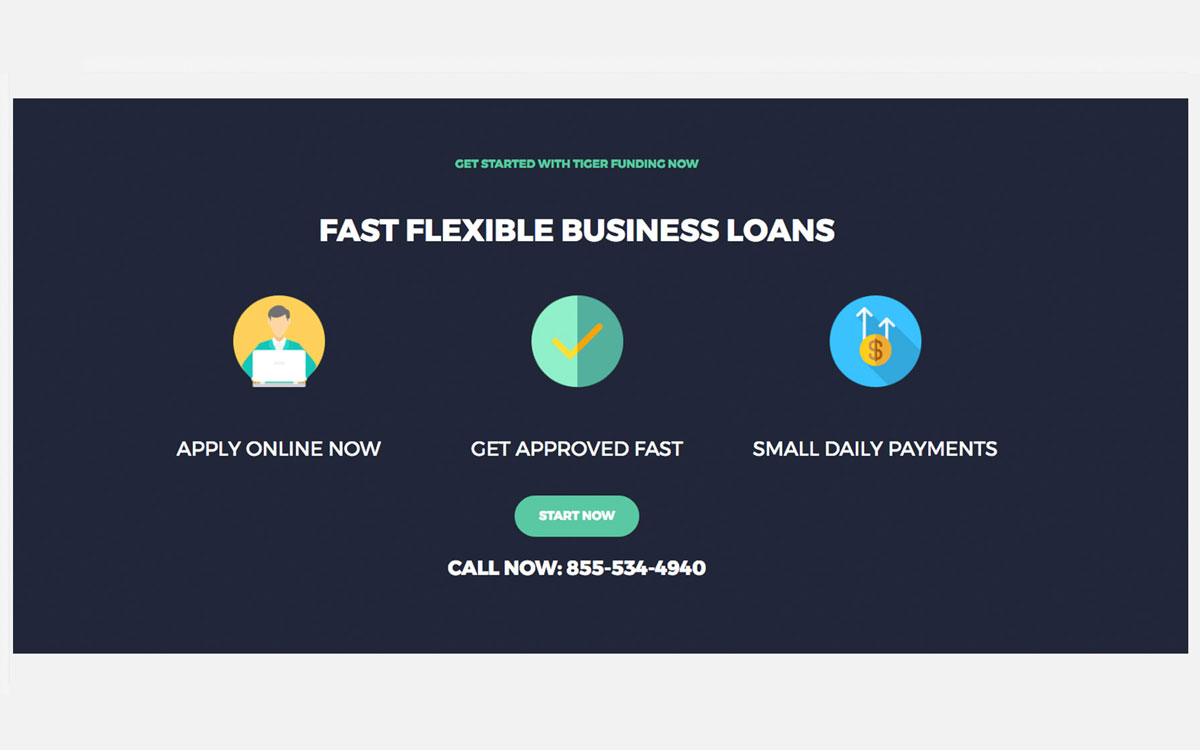 GET STARTED WITH TIGER FUNDING NOW
FAST FLEXIBLE BUSINESS LOANS
APPLY ONLINE NOW
GET APPROVED FAST
SMALL DAILY PAYMENTS
START NOW
CALL NOW: 855-534-4940